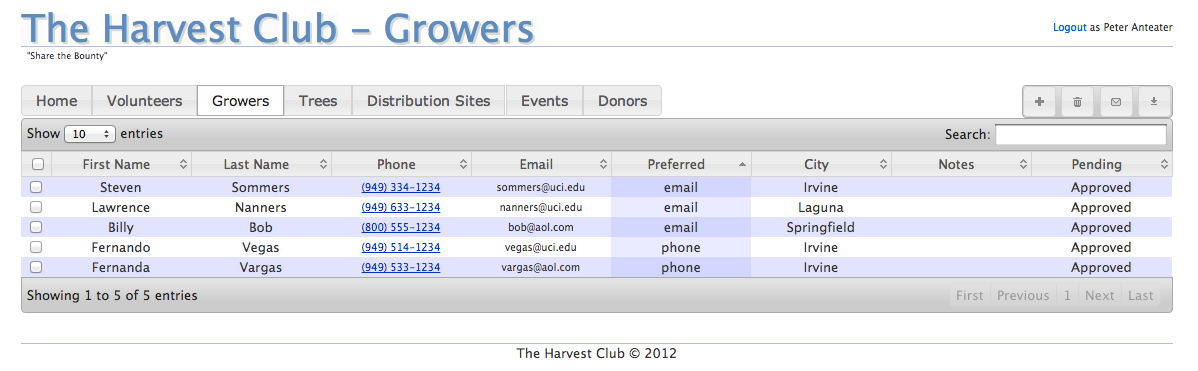 The Harvest Club – Growers
Logout as Peter Anteater
"Share the Bounty"
Home Volunteers Growers Trees Distribution Sites Events Donors
Show 10 entries Search:
First Name Last Name Phone Email Preferred City Notes Pending
Steven Sommers (949) 334-1234 sommers@uci.edu email Irvine Approved
Lawrence Nanners (949) 633-1234 nanners@uci.edu email Laguna Approved
Billy Bob (800) 555-1234 bob@aol.com email Springfield Approved
Fernando Vegas (949) 514-1234 vegas@uci.edu phone Irvine Approved
Fernanda Vargas (949) 533-1234 vargas@aol.com phone Irvine Approved
Showing 1 to 5 of 5 entries First Previous 1 Next Last
The Harvest Club © 2012